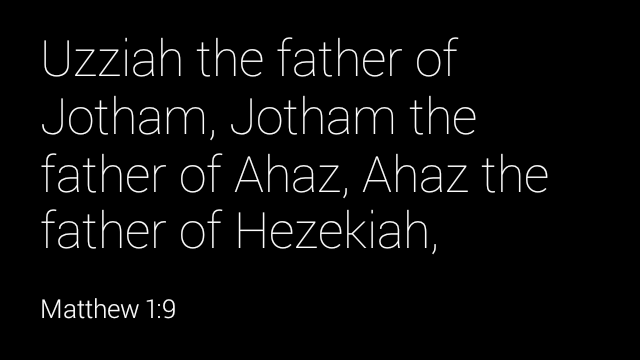 Uzziah the father of
Jotham, Jotham the
father of Ahaz, Ahaz the
father of Hezekiah,
Matthew 1:9